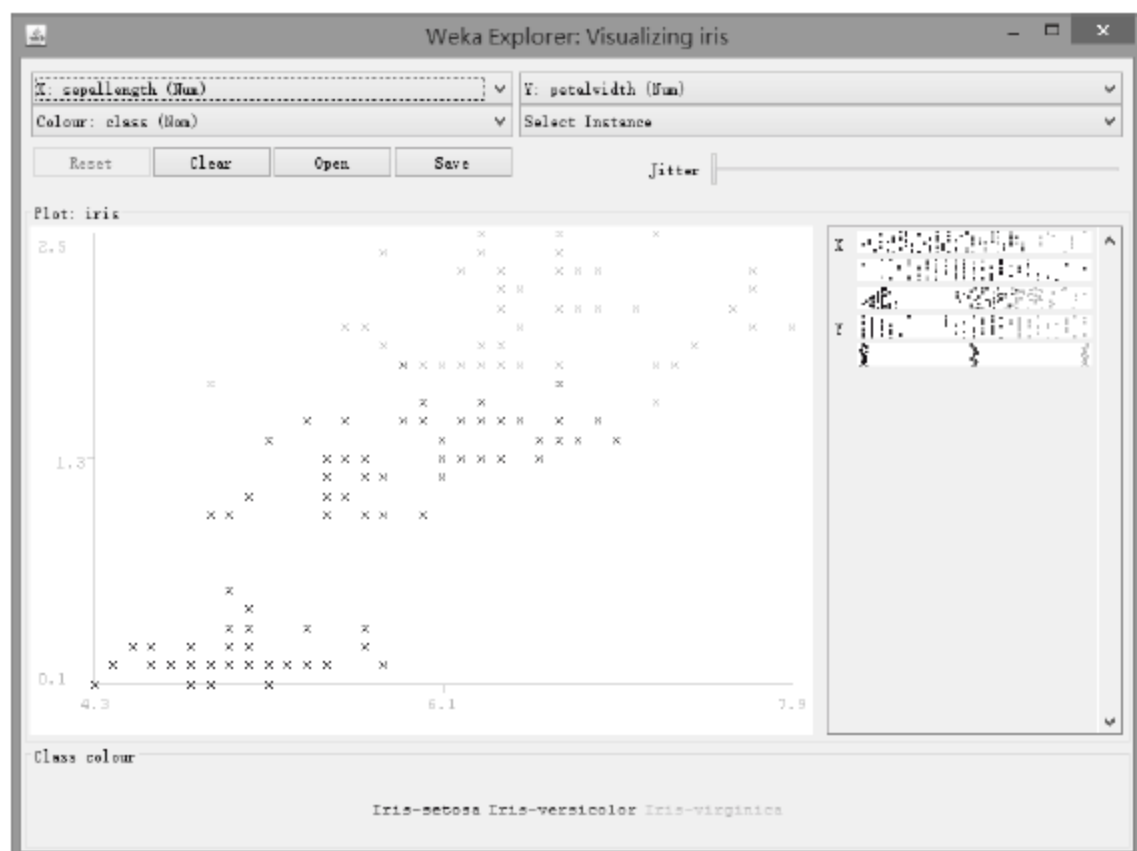 Weka Explorer: Visualizing iris
X: sepallength (Num)
Y: petalwidth (Num)
Colour: class (Nom)
Select Instance
Reset
Clear
Open
Save
Jitter
Plot: iris
2.5
1.3
0.1
4.3
6.1
7.9
X
Y
Class colour
Iris-setosa Iris-versicolor Iris-virginica